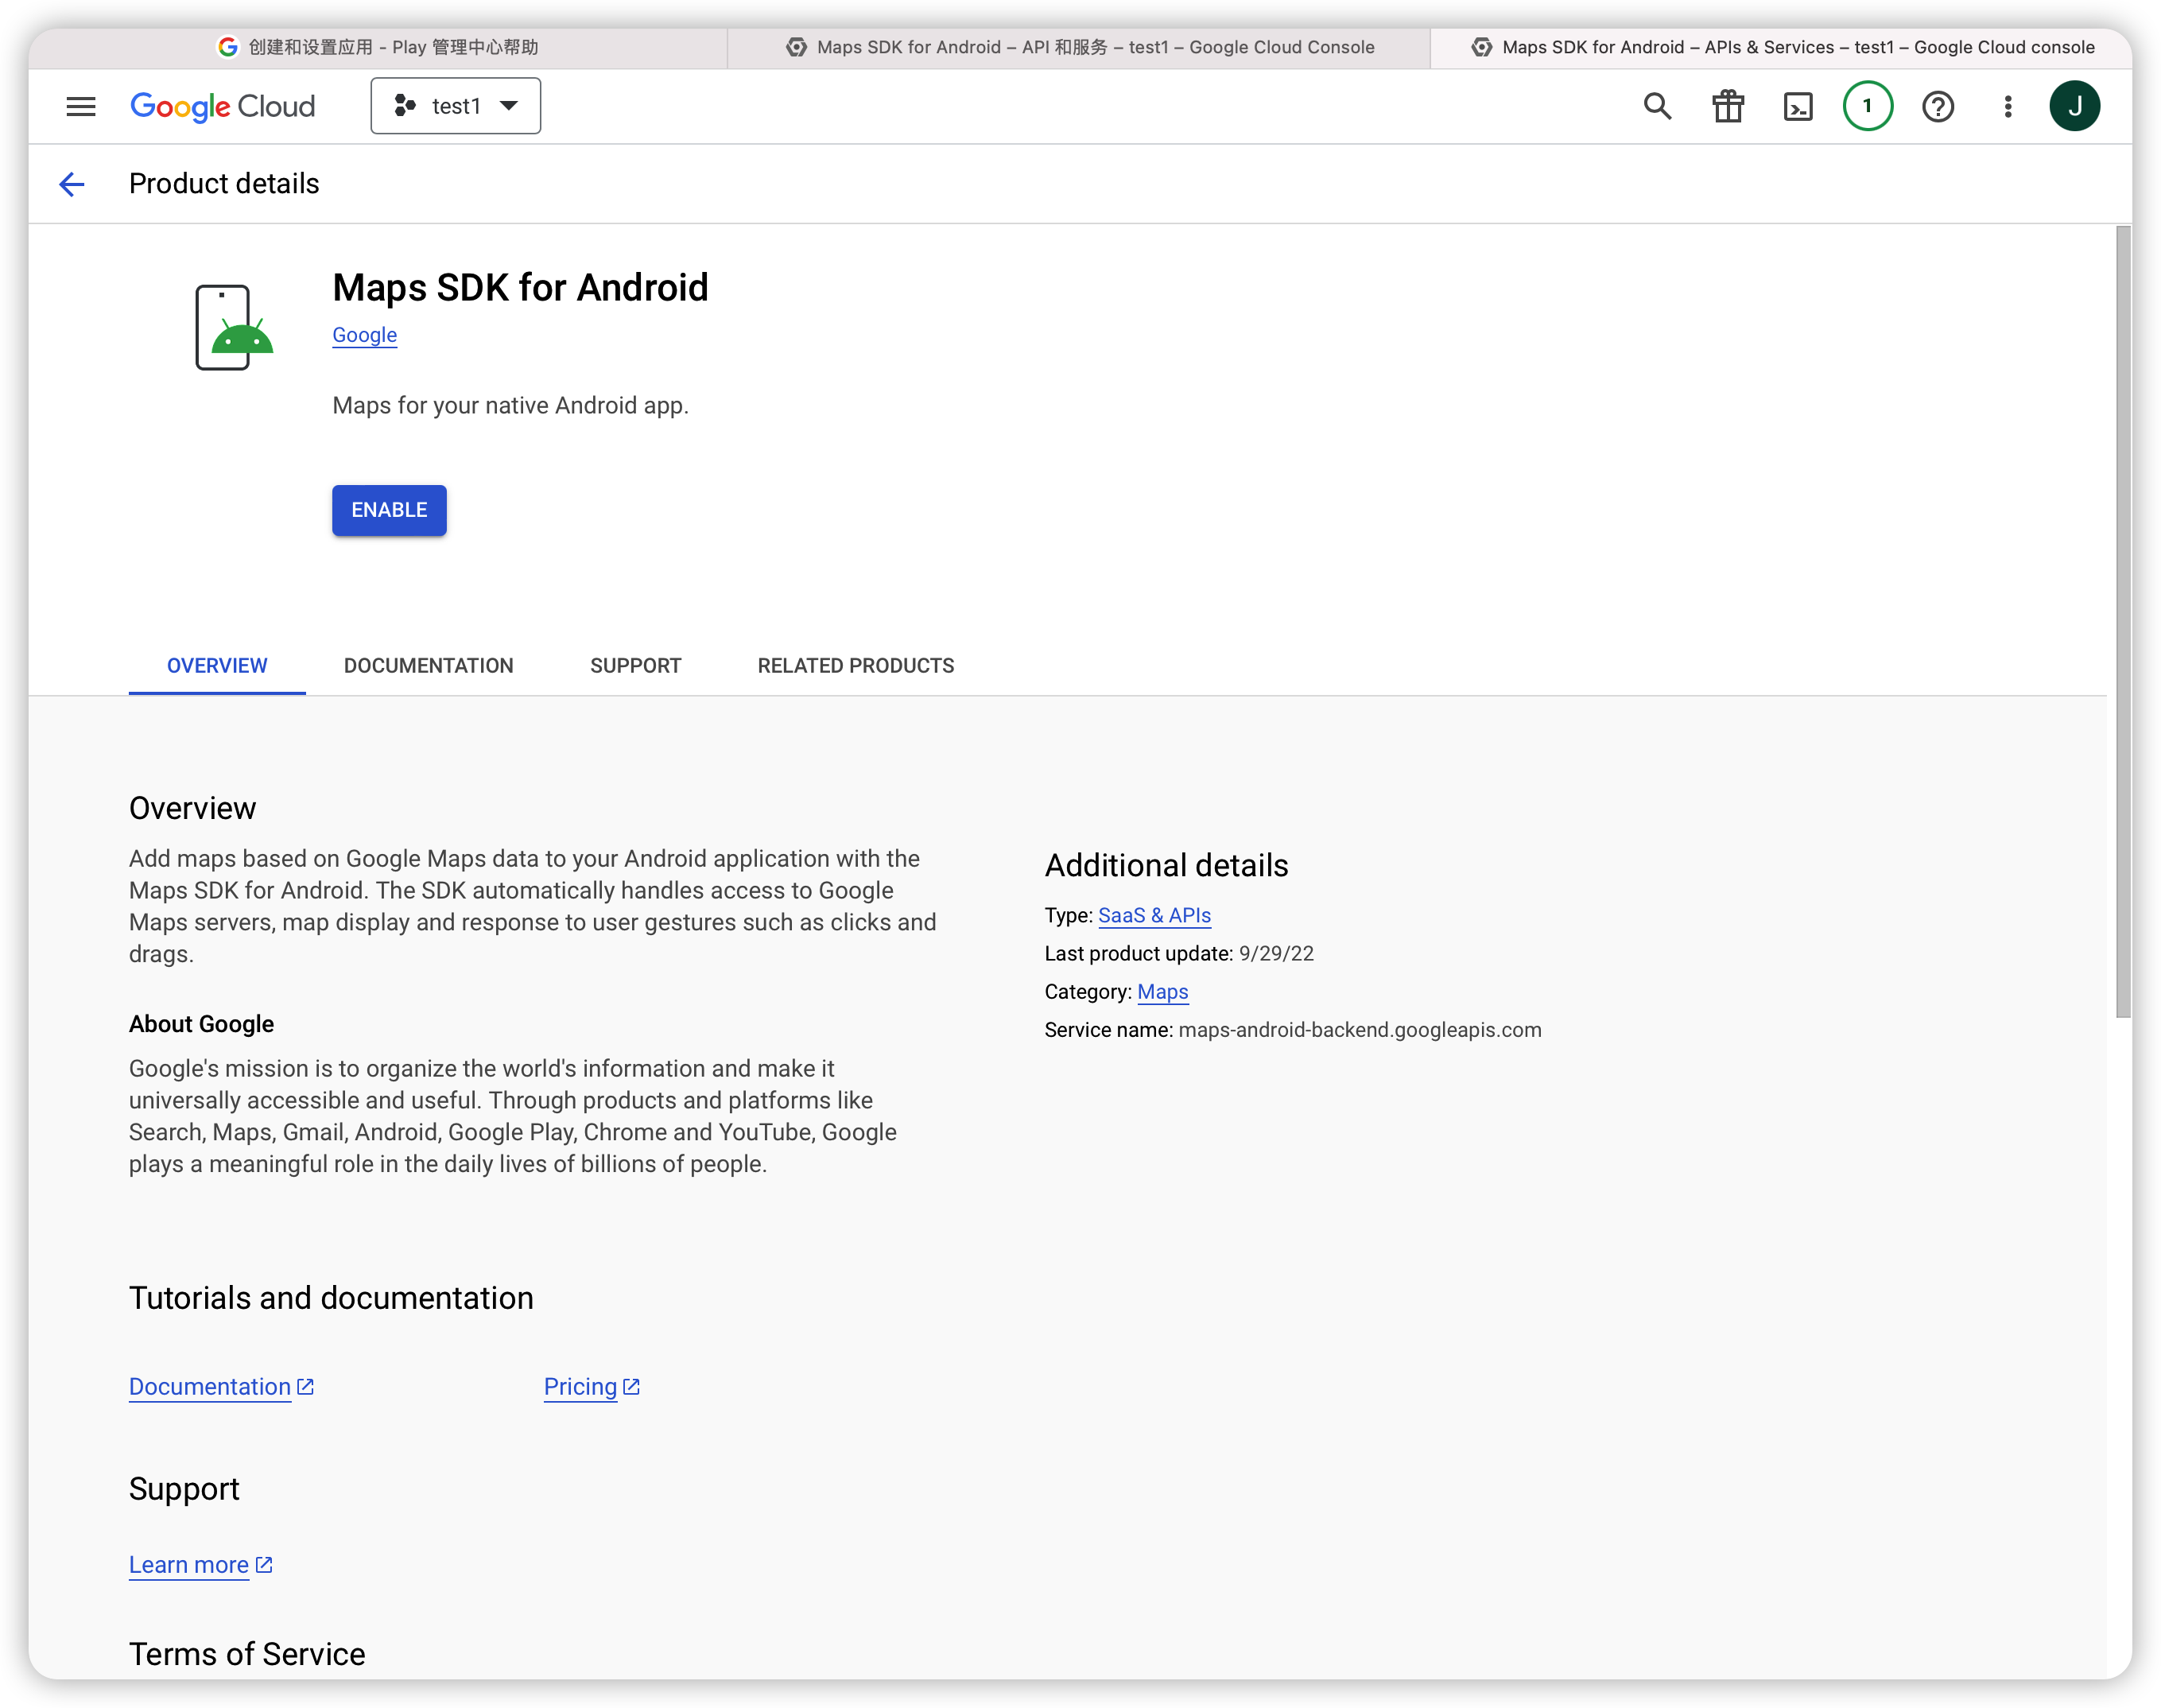 创建和设置应用 - Play 管理中心帮助
Maps SDK for Android – API 和服务 – test1 – Google Cloud Console
Maps SDK for Android – APIs & Services – test1 – Google Cloud console
Google Cloud
test1
1
J
Product details
Maps SDK for Android
Google
Maps for your native Android app.
ENABLE
OVERVIEW
DOCUMENTATION
SUPPORT
RELATED PRODUCTS
Overview
Add maps based on Google Maps data to your Android application with the
Maps SDK for Android. The SDK automatically handles access to Google
Maps servers, map display and response to user gestures such as clicks and
drags.
About Google
Google's mission is to organize the world's information and make it
universally accessible and useful. Through products and platforms like
Search, Maps, Gmail, Android, Google Play, Chrome and YouTube, Google
plays a meaningful role in the daily lives of billions of people.
Additional details
Type: SaaS & APIs
Last product update: 9/29/22
Category: Maps
Service name: maps-android-backend.googleapis.com
Tutorials and documentation
Documentation
Pricing
Support
Learn more
Terms of Service